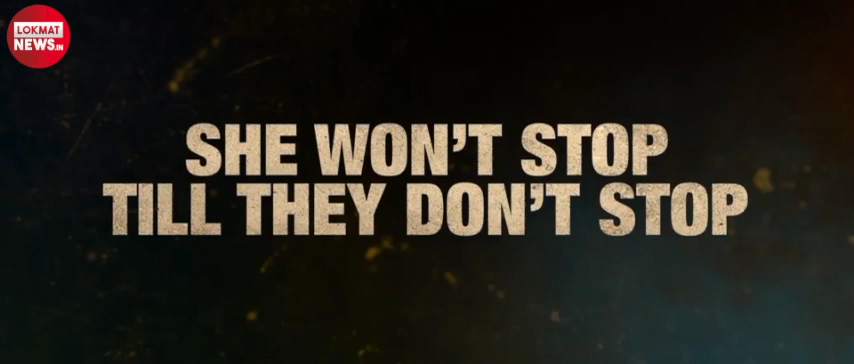 LOKMAT
NEWS.IN
SHE WON'T STOP
TILL THEY DON'T STOP